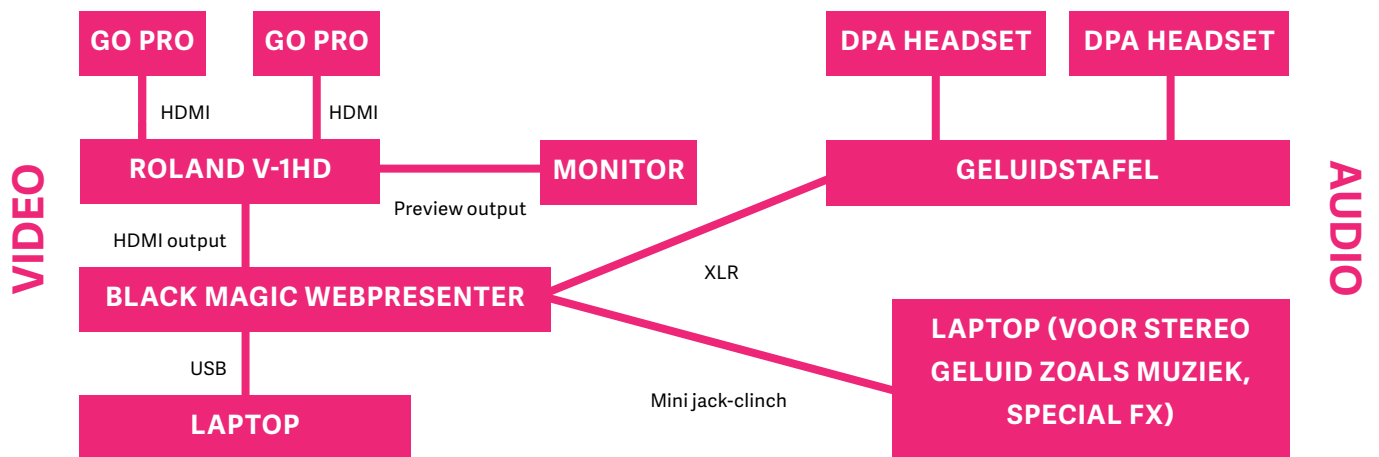 GO PRO
GO PRO
DPA HEADSET
DPA HEADSET
HDMI
HDMI
VIDEO
ROLAND V-1HD
MONITOR
GELUIDSTAFEL
AUDIO
Preview output
HDMI output
XLR
BLACK MAGIC WEBPRESENTER
LAPTOP (VOOR STEREO
GELUID ZOALS MUZIEK,
SPECIAL FX)
USB
Mini jack-clinch
LAPTOP